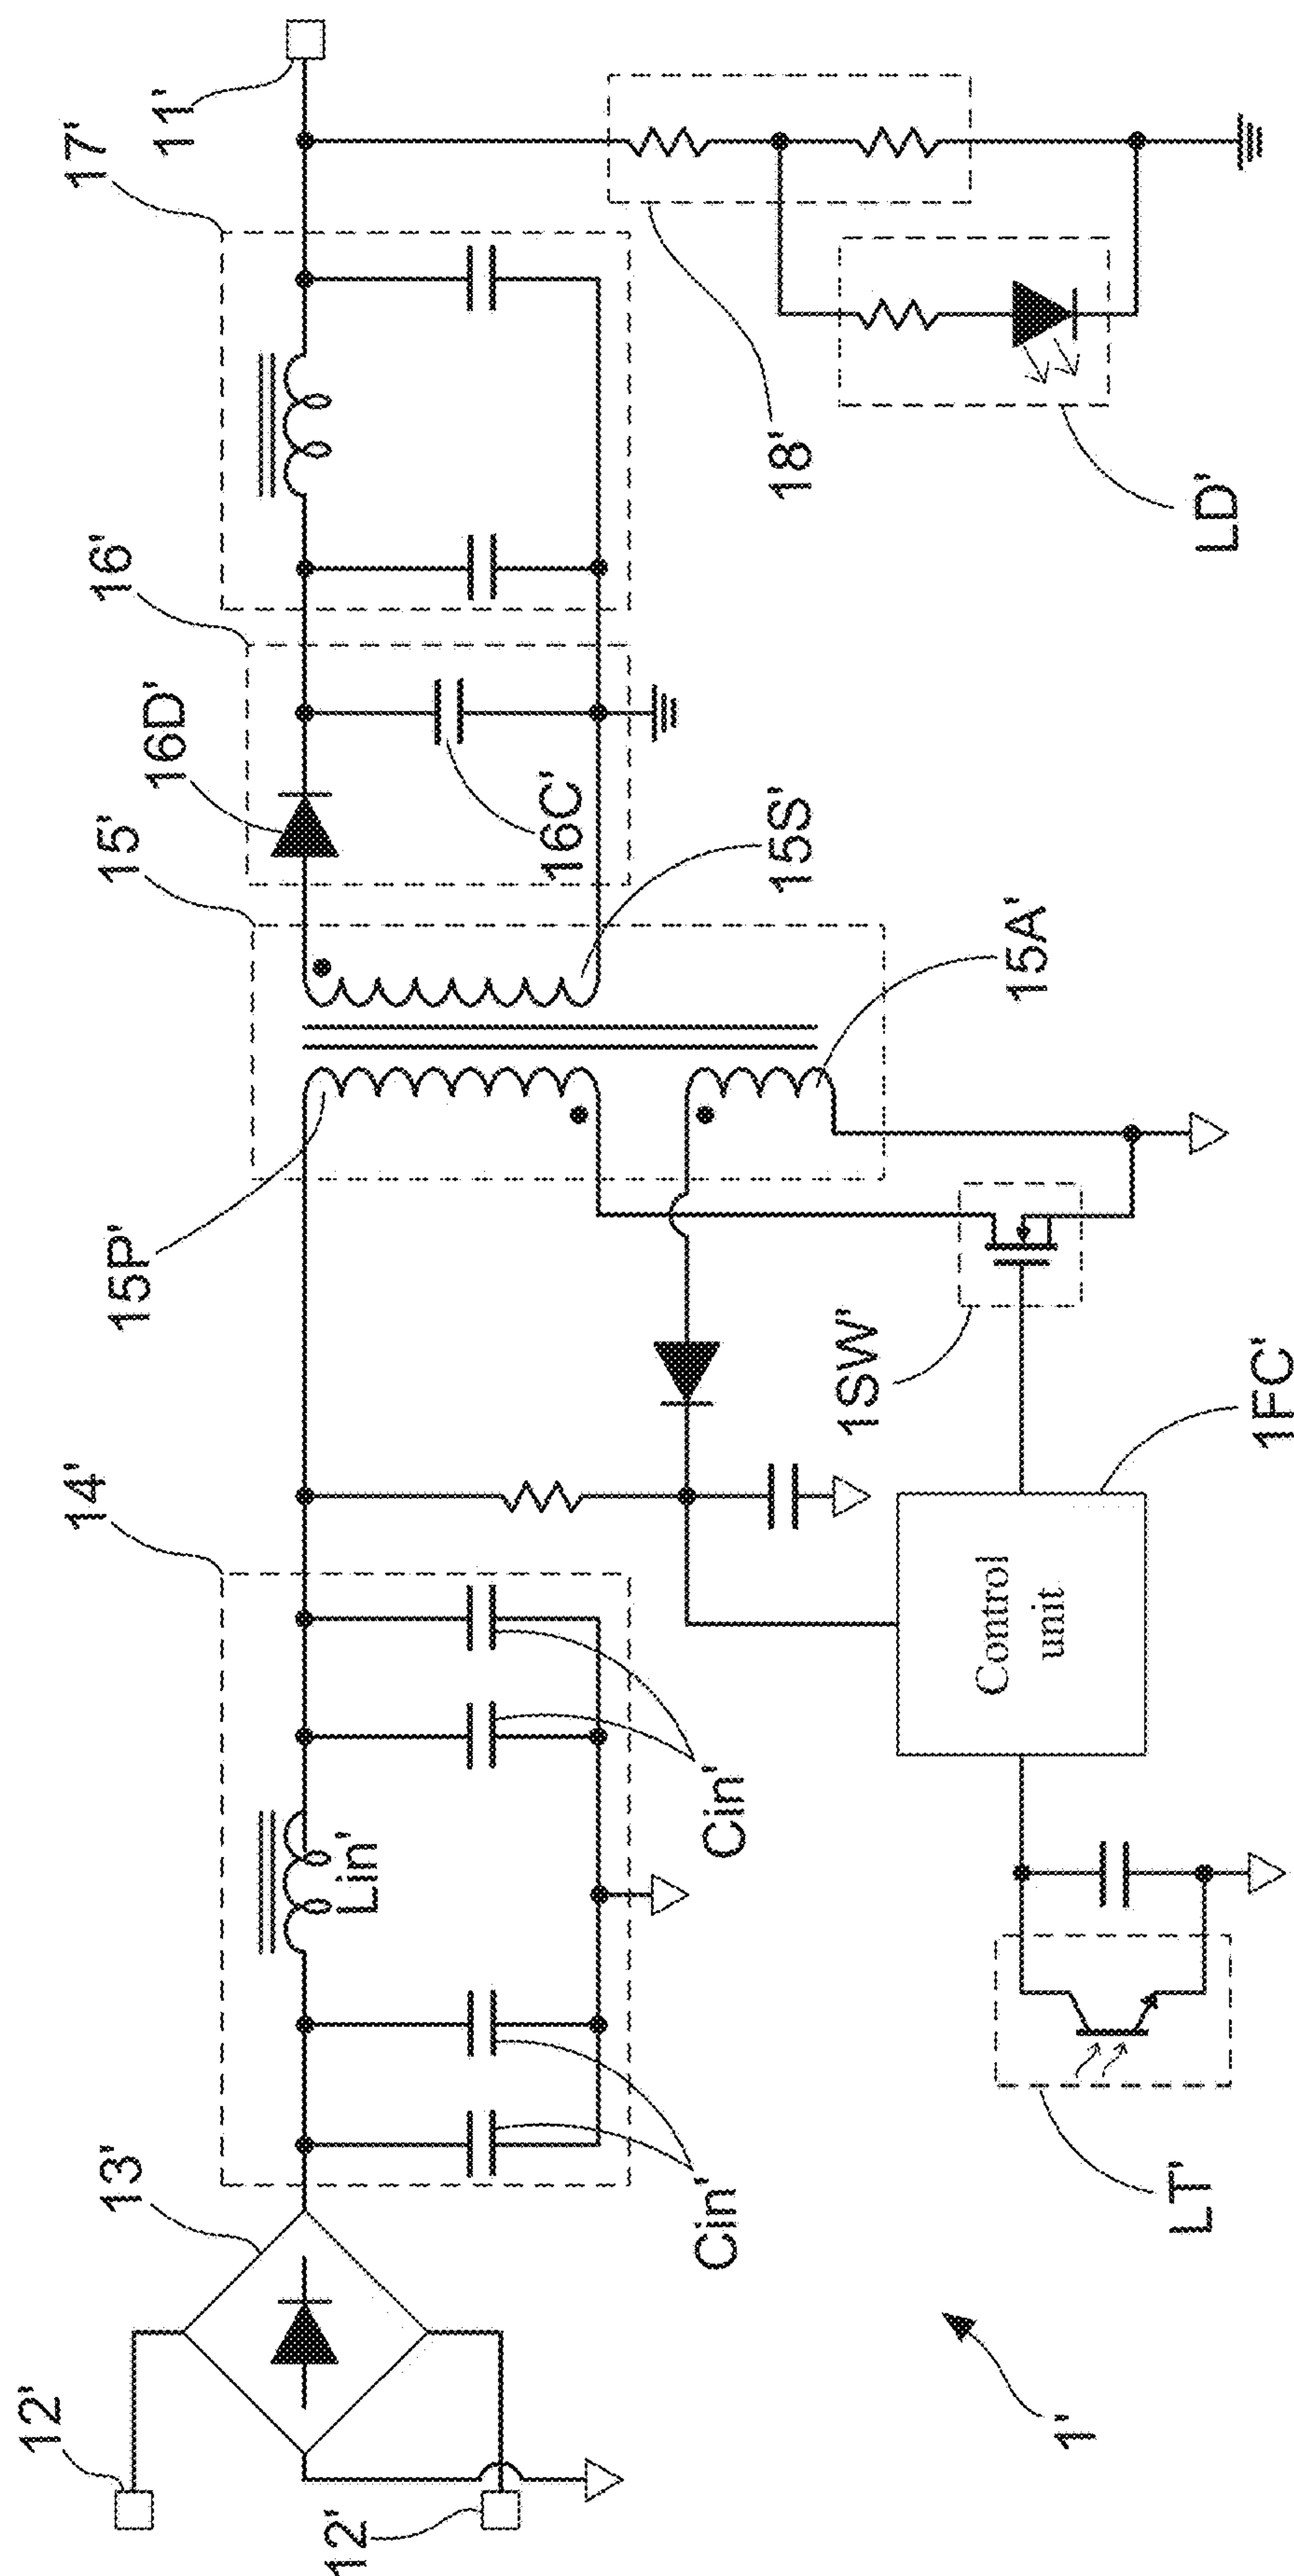 12'
12'
13'
14'
Lin'
Cin'
Cin'
15'
15P'
15S'
15A'
16'
16D'
16C'
17'
11'
18'
LD'
1SW'
1FC'
Control
unit
LT'
1'